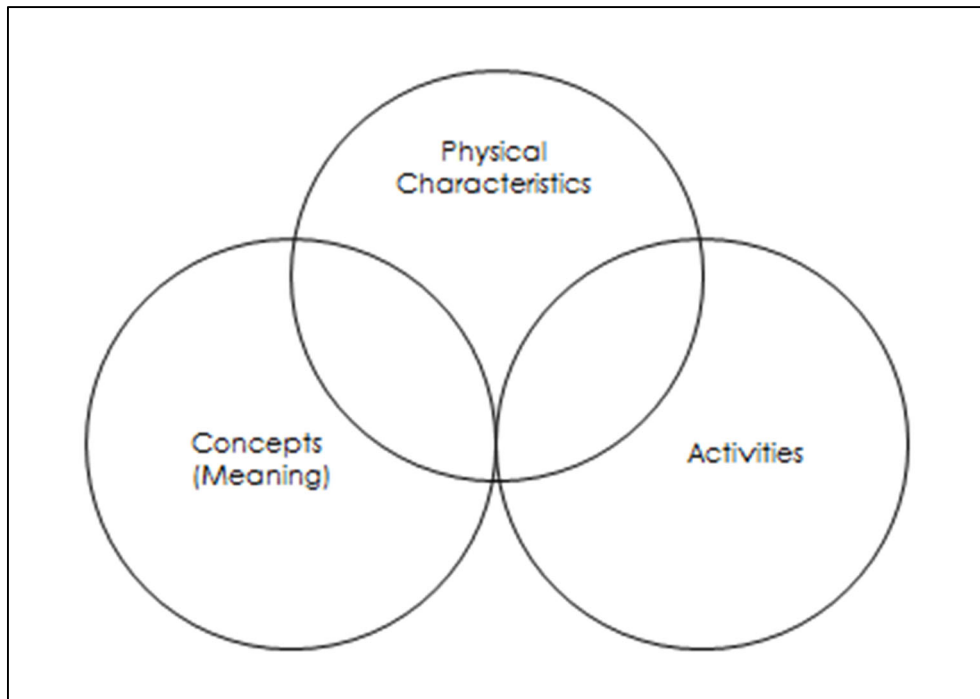 Physical
Characteristics
Concepts
(Meaning)
Activities